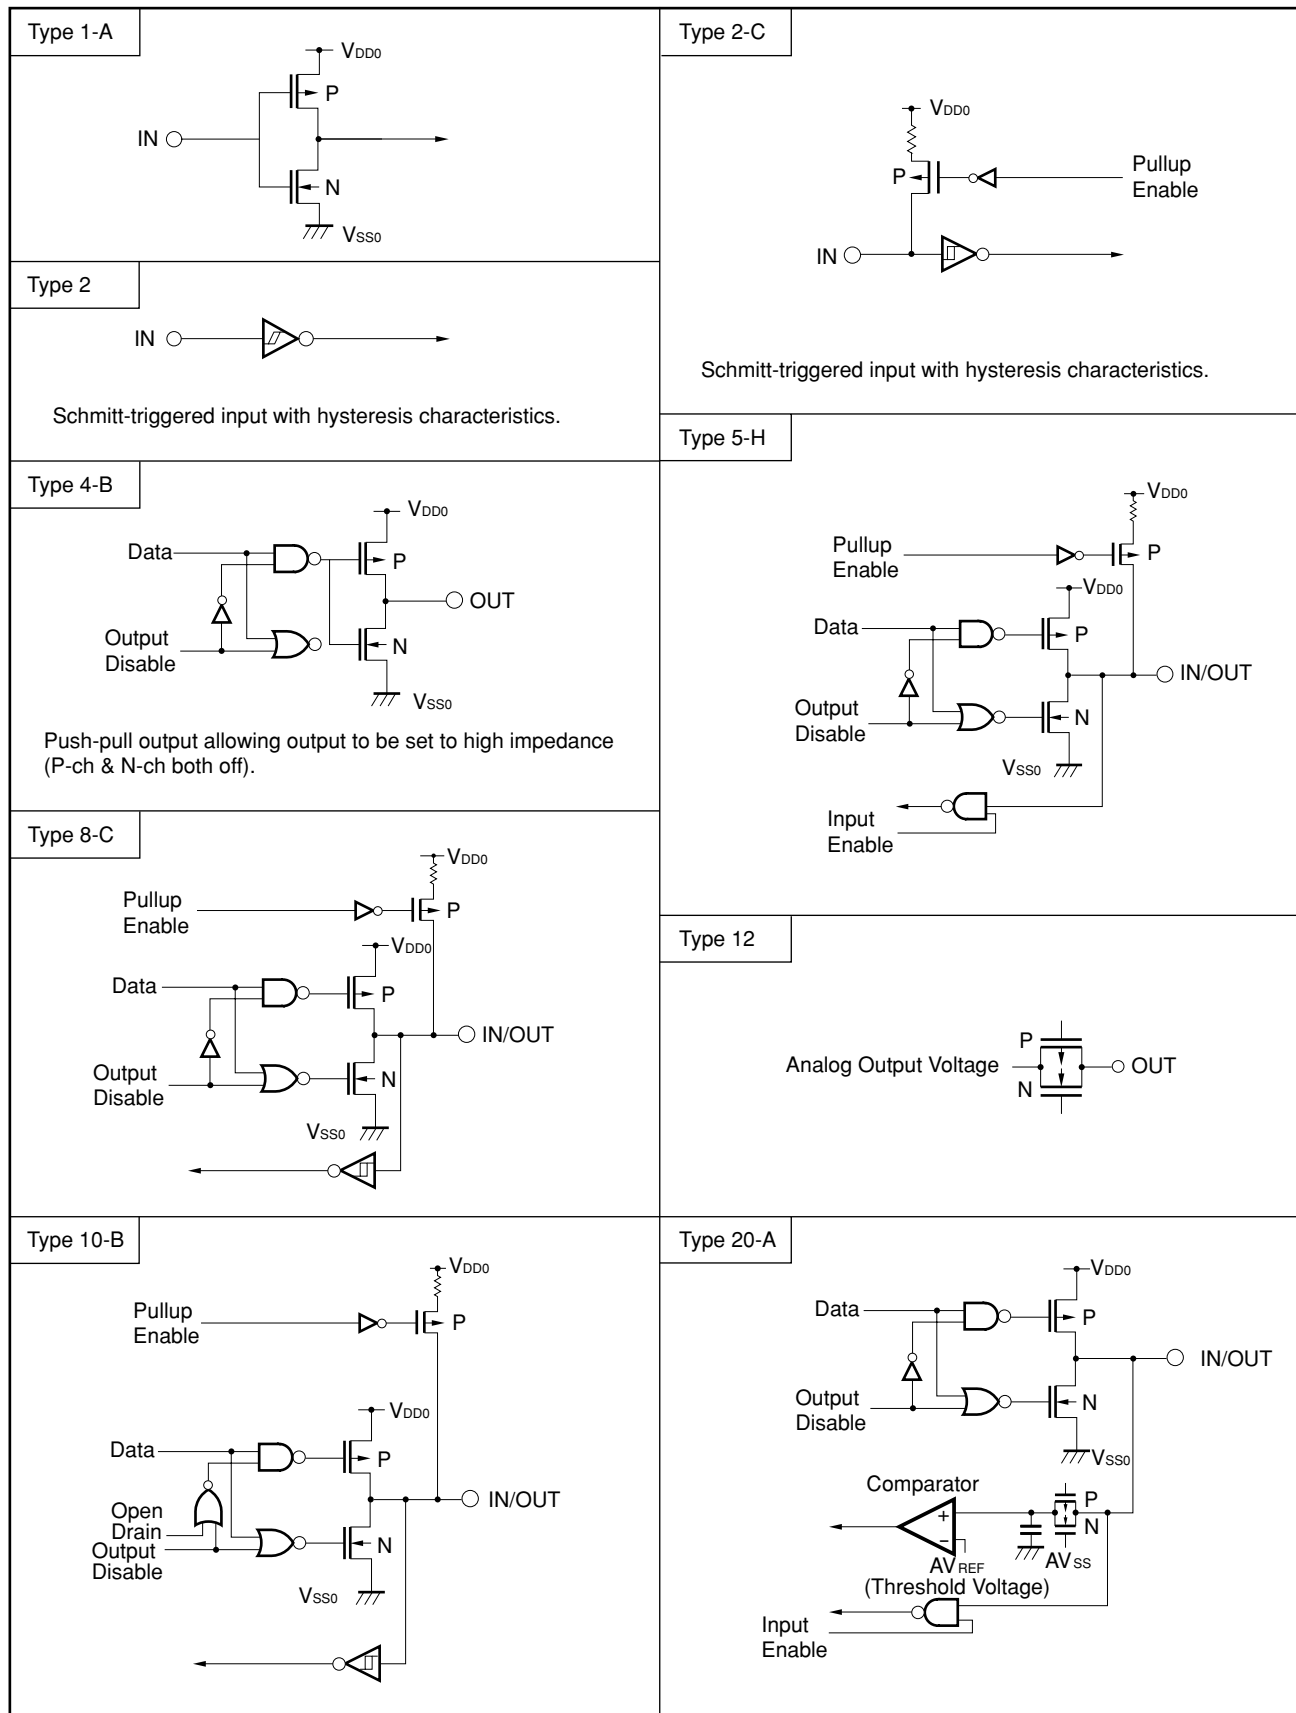 Type 1-A
VDD0
P
IN
N
VSS0
Type 2
IN
Schmitt-triggered input with hysteresis characteristics.
Type 4-B
VDD0
Data
P
OUT
Output
Disable
N
VSS0
Push-pull output allowing output to be set to high impedance
(P-ch & N-ch both off).
Type 8-C
VDD0
Pullup
Enable
P
VDD0
Data
P
IN/OUT
Output
Disable
N
VSS0
Type 10-B
VDD0
Pullup
Enable
P
VDD0
Data
P
IN/OUT
Open
Drain
Output
Disable
N
VSS0
Type 2-C
VDD0
P
Pullup
Enable
IN
Schmitt-triggered input with hysteresis characteristics.
Type 5-H
VDD0
Pullup
Enable
P
VDD0
Data
P
IN/OUT
Output
Disable
N
VSS0
Input
Enable
Type 12
P
Analog Output Voltage
OUT
N
Type 20-A
VDD0
Data
P
IN/OUT
Output
Disable
N
VSS0
Comparator
P
+
N
−
AVREF
AVSS
(Threshold Voltage)
Input
Enable